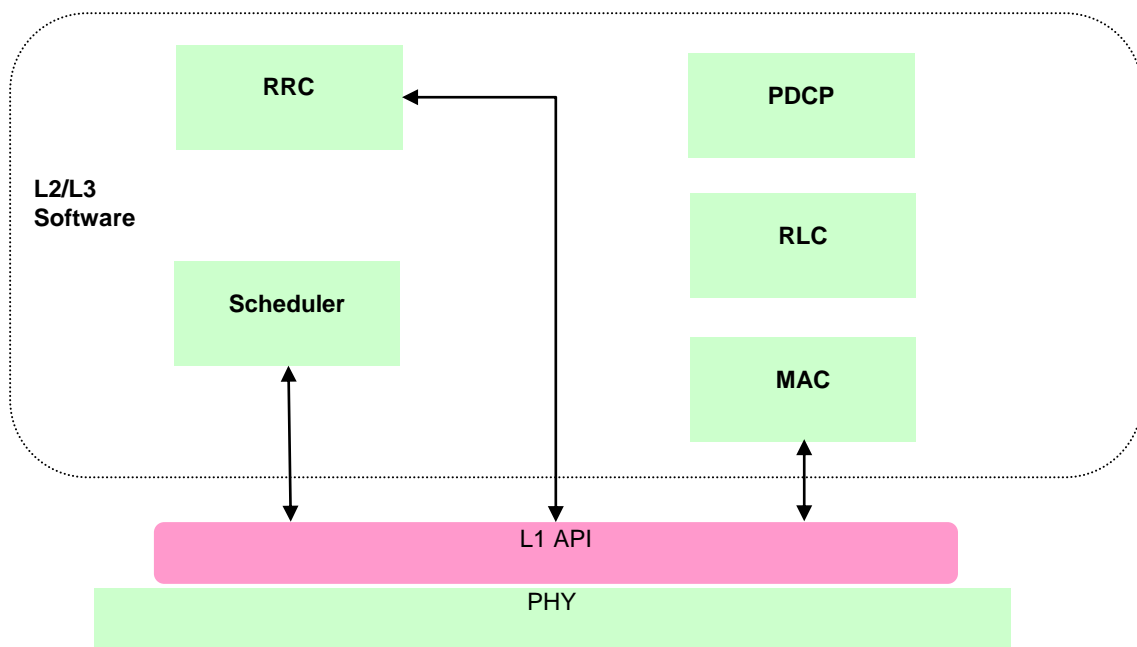 RRC
PDCP
L2/L3
Software
RLC
Scheduler
MAC
L1 API
PHY